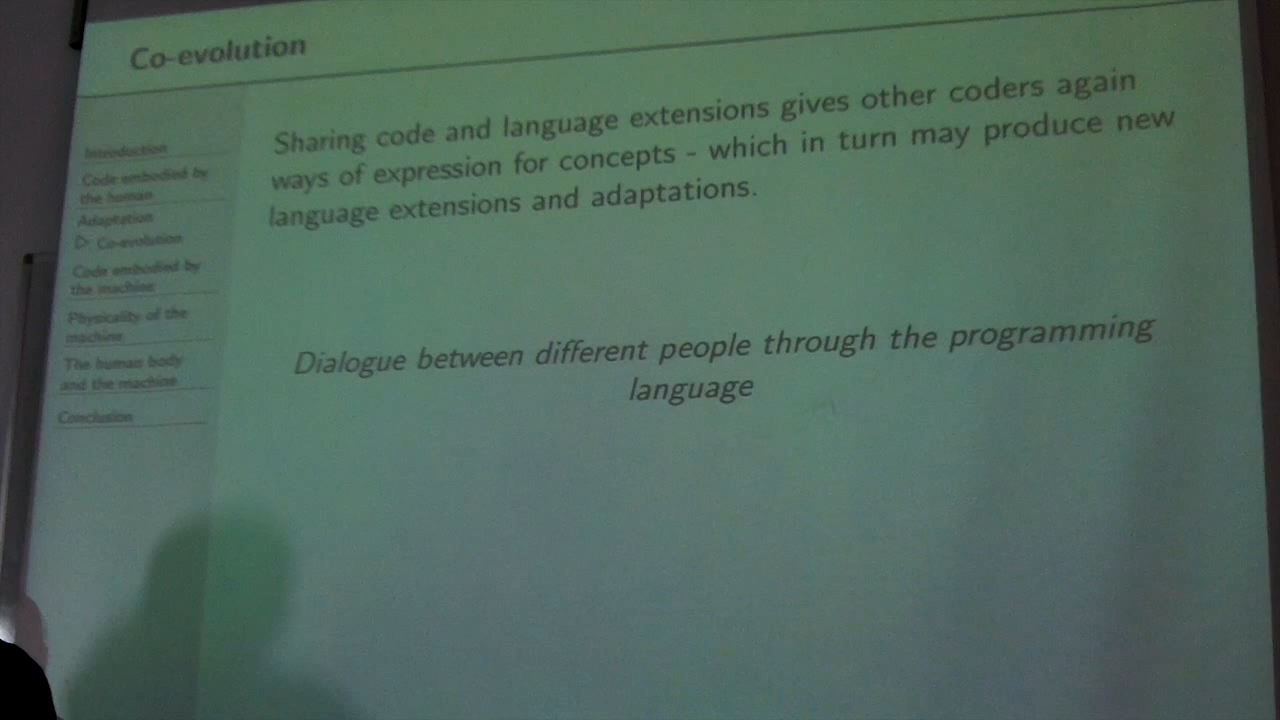 Co-evolution
Introduction
Code embodied by
the human
Adaptation
▷ Co-evolution
Code embodied by
the machine
Physicality of the
machine
The human body
and the machine
Conclusion
Sharing code and language extensions gives other coders again
ways of expression for concepts - which in turn may produce new
language extensions and adaptations.
Dialogue between different people through the programming
language